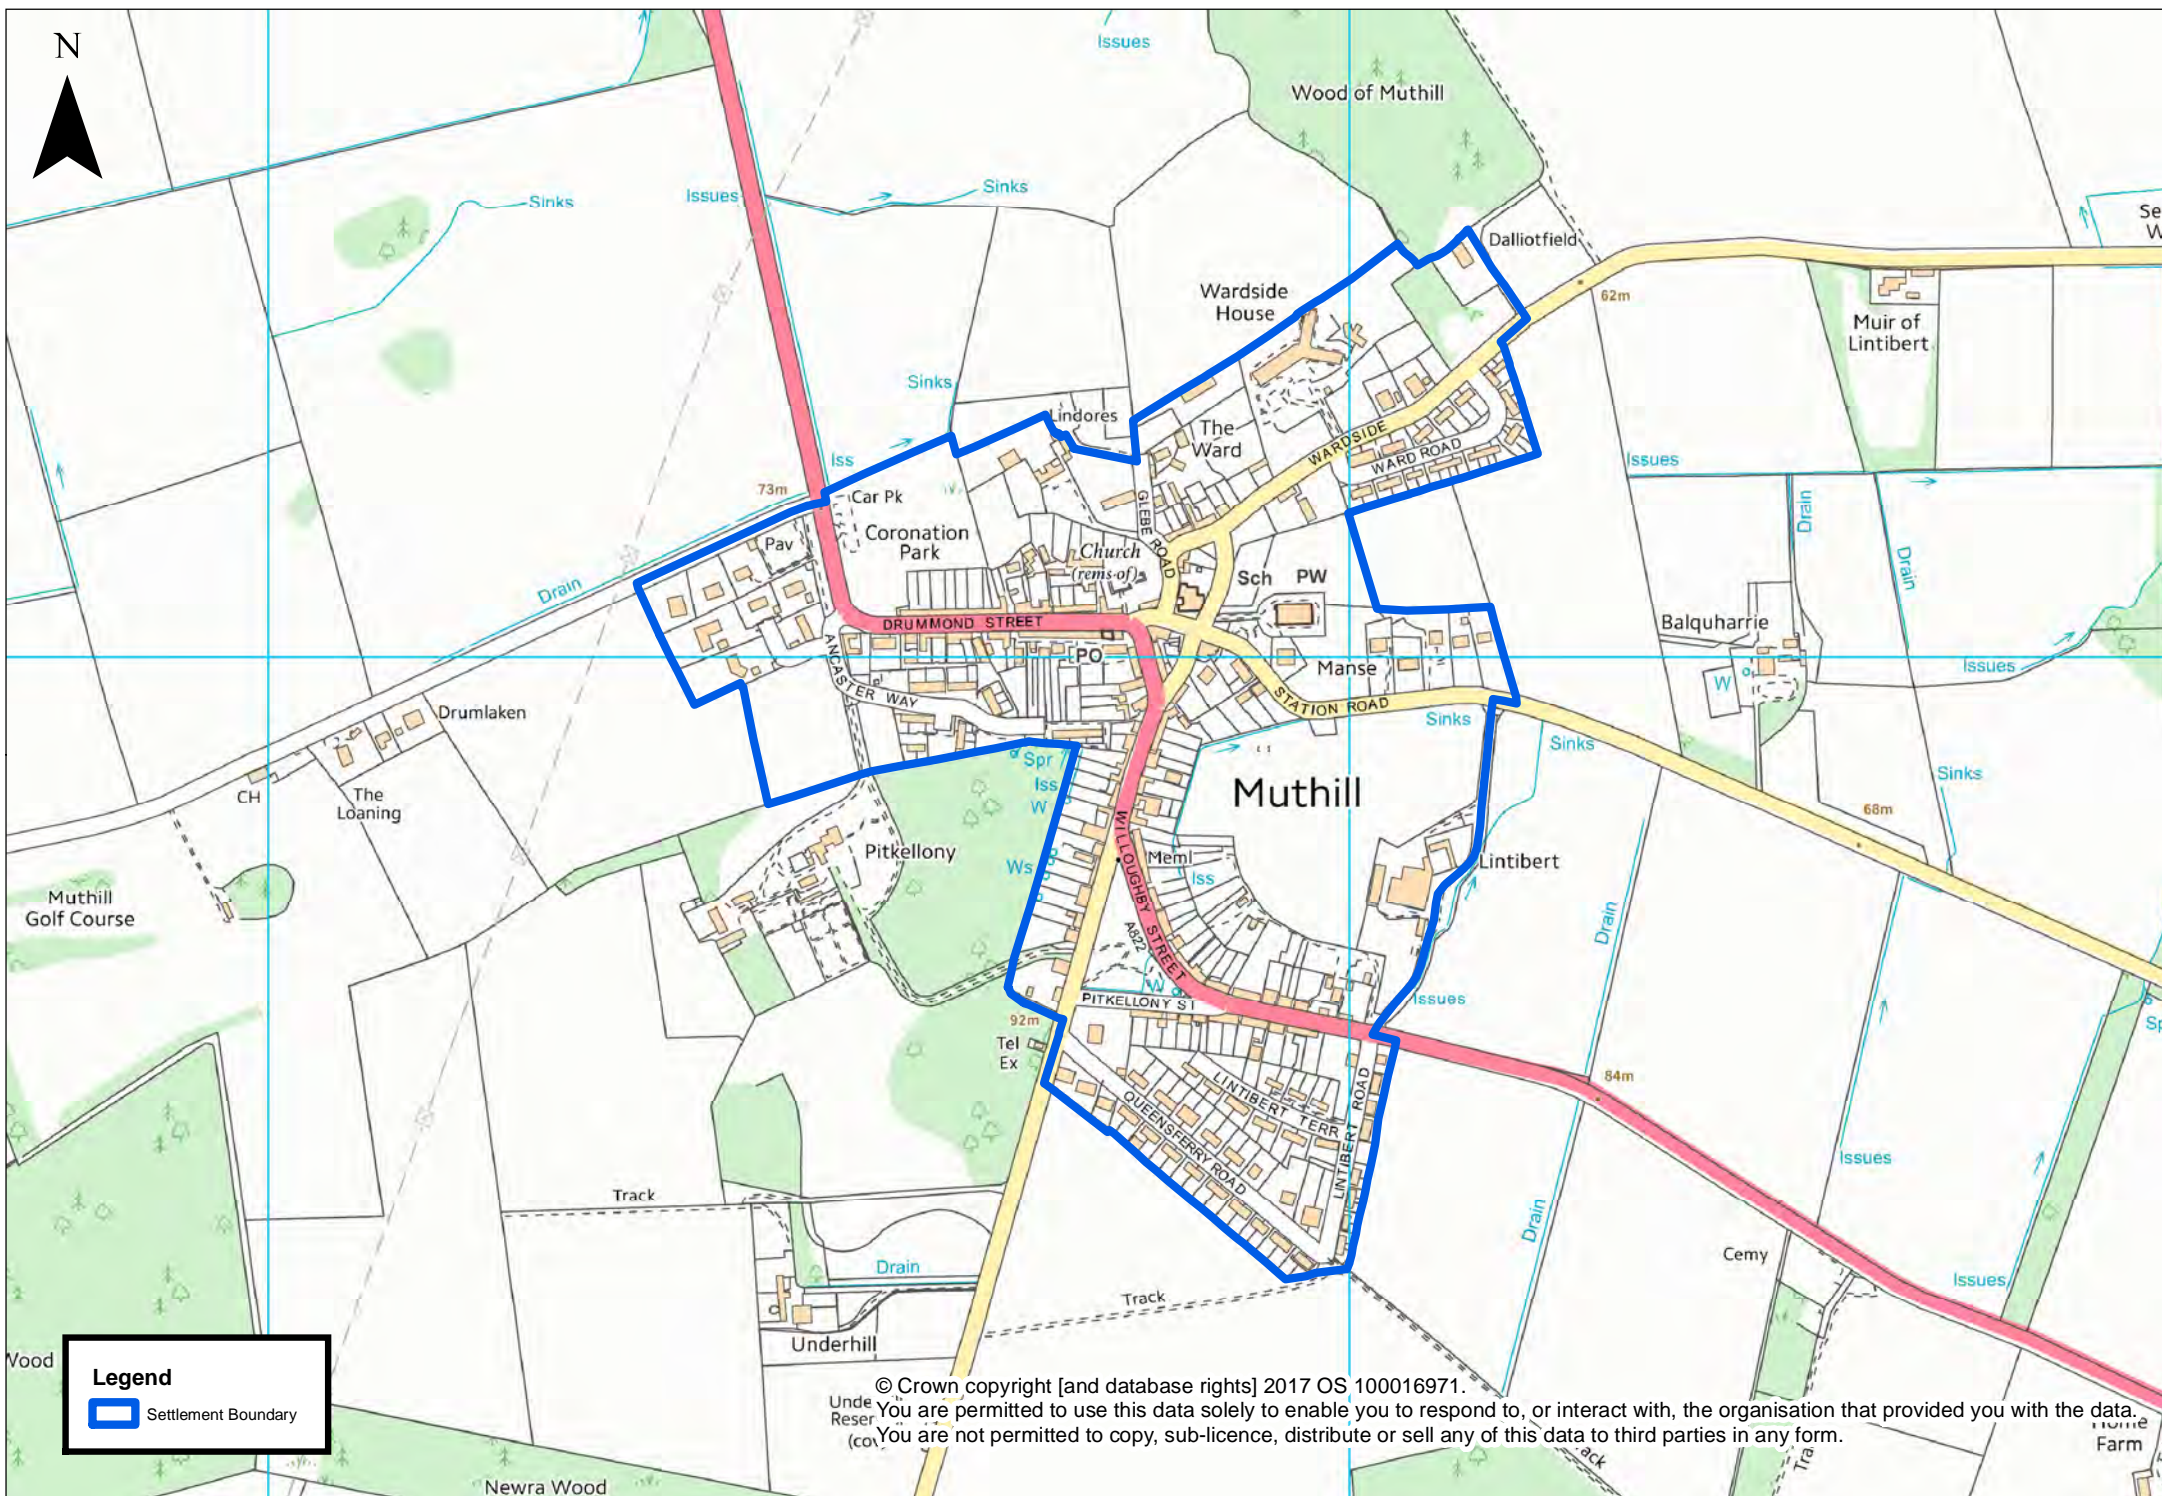 N
Issues
Wood of Muthill
Sinks
Issues
Sinks
Dalliotfield
Wardside
House
62m
Muir of
Lintibert
Sinks
Lindores
The
Ward
WARDSIDE
WARD ROAD
Issues
Iss
73m
Car Pk
Coronation
Park
Pav
GLEBE ROAD
Church
(rems of)
Sch
PW
Drain
Drain
Drain
DRUMMOND STREET
PO
ANCASTER WAY
Manse
STATION ROAD
Sinks
Sinks
Balquharrie
W
Issues
Sinks
Drumlaken
CH
The
Loaning
Spr
Iss
W
Ws
Muthill
68m
Pitkellony
WILLOUGHBY STREET
A822
Meml
Iss
Lintibert
Muthill
Golf Course
Drain
W
PITKELLONY ST
Issues
92m
Tel
Ex
84m
LINTIBERT TERR
QUEENSFERRY ROAD
LINTIBERT ROAD
Issues
Track
Drain
Drain
Cemy
Issues
Track
Underhill
Legend
Settlement Boundary
© Crown copyright [and database rights] 2017 OS 100016971.
You are permitted to use this data solely to enable you to respond to, or interact with, the organisation that provided you with the data.
You are not permitted to copy, sub-licence, distribute or sell any of this data to third parties in any form.
Home
Farm
Newra Wood